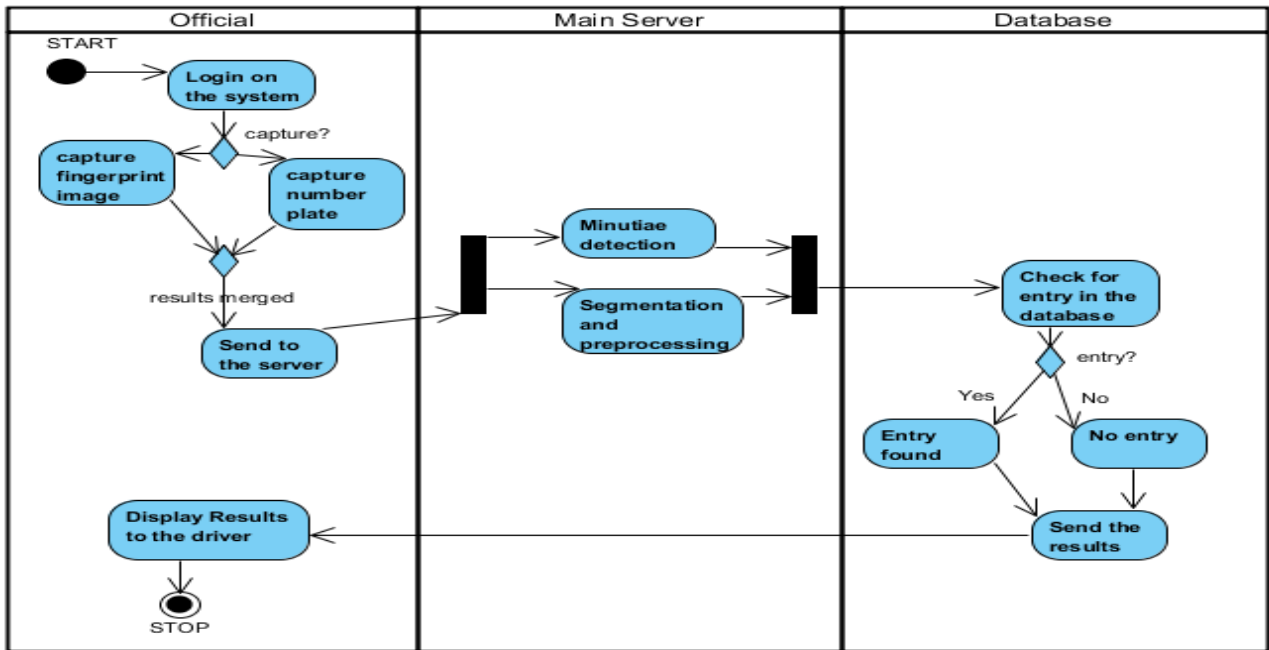 Official
Main Server
Database
START
Login on
the system
capture?
capture
fingerprint
image
capture
number
plate
results merged
Send to
the server
Minutiae
detection
Segmentation
and
preprocessing
Check for
entry in the
database
entry?
Yes
No
Entry
found
No entry
Send the
results
Display Results
to the driver
STOP